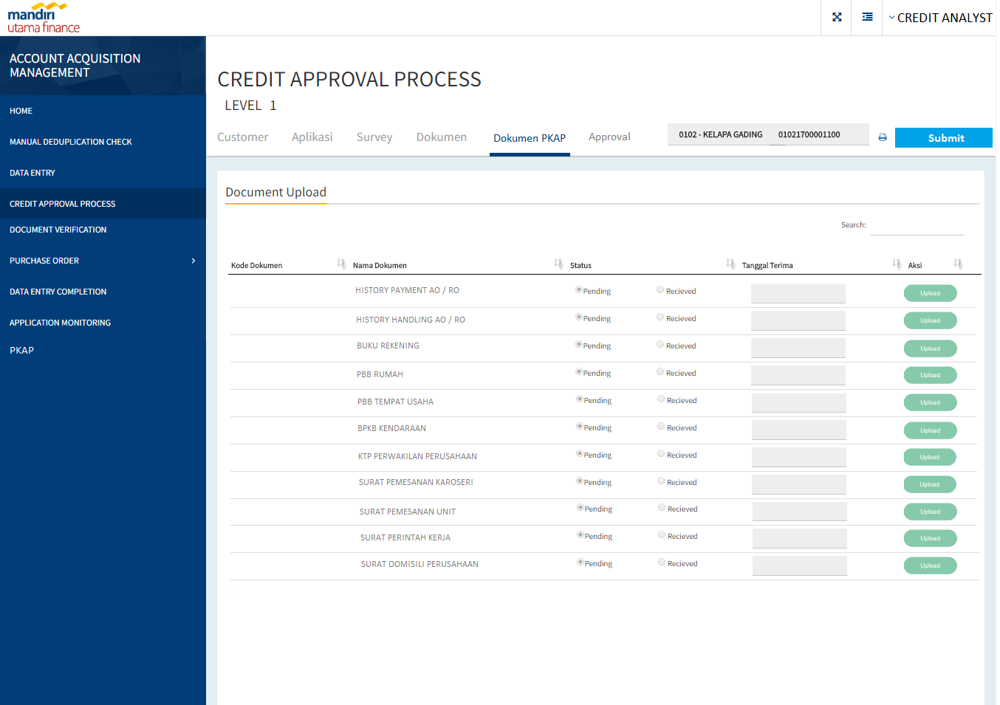 mandiri
utama finance
CREDIT ANALYST
ACCOUNT ACQUISITION
MANAGEMENT
HOME
MANUAL DEDUPLICATION CHECK
DATA ENTRY
CREDIT APPROVAL PROCESS
DOCUMENT VERIFICATION
PURCHASE ORDER
DATA ENTRY COMPLETION
APPLICATION MONITORING
PKAP
CREDIT APPROVAL PROCESS
LEVEL 1
Customer Aplikasi Survey Dokumen Dokumen PKAP Approval 0102 - KELAPA GADING 01021700001100 Submit
Document Upload
Search:
Kode Dokumen Nama Dokumen Status Tanggal Terima Aksi
HISTORY PAYMENT AO / RO Pending Recieved Upload
HISTORY HANDLING AO / RO Pending Recieved Upload
BUKU REKENING Pending Recieved Upload
PBB RUMAH Pending Recieved Upload
PBB TEMPAT USAHA Pending Recieved Upload
BPKB KENDARAAN Pending Recieved Upload
KTP PERWAKILAN PERUSAHAAN Pending Recieved Upload
SURAT PEMESANAN KAROSERI Pending Recieved Upload
SURAT PEMESANAN UNIT Pending Recieved Upload
SURAT PERINTAH KERJA Pending Recieved Upload
SURAT DOMISILI PERUSAHAAN Pending Recieved Upload